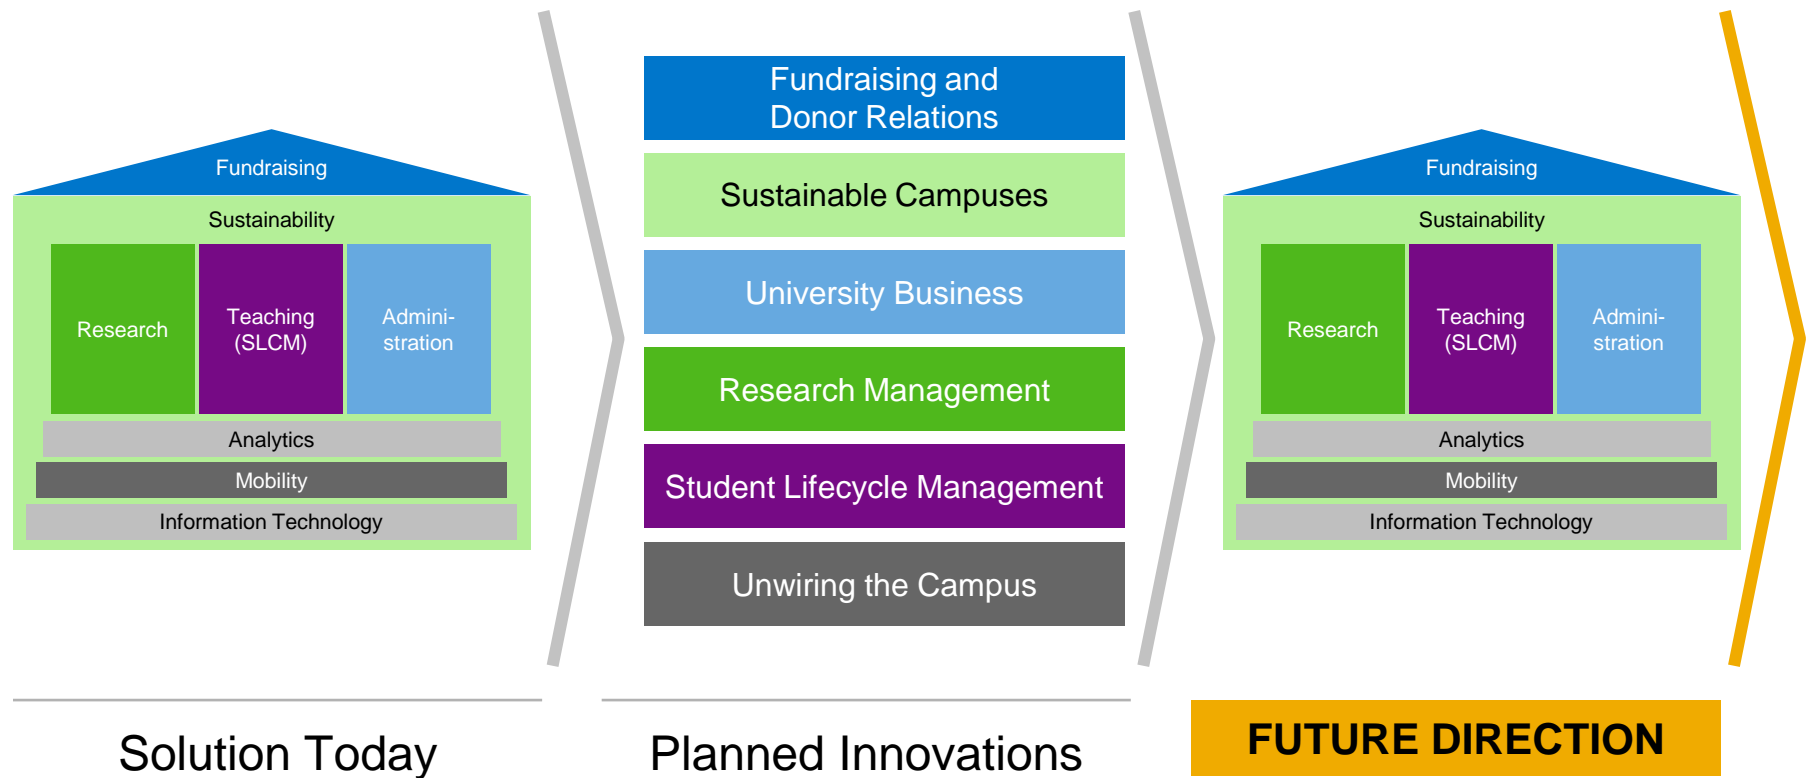 Fundraising
Sustainability
Research
Teaching
(SLCM)
Admini-
stration
Analytics
Mobility
Information Technology
Solution Today
Fundraising and
Donor Relations
Sustainable Campuses
University Business
Research Management
Student Lifecycle Management
Unwiring the Campus
Planned Innovations
Fundraising
Sustainability
Research
Teaching
(SLCM)
Admini-
stration
Analytics
Mobility
Information Technology
FUTURE DIRECTION